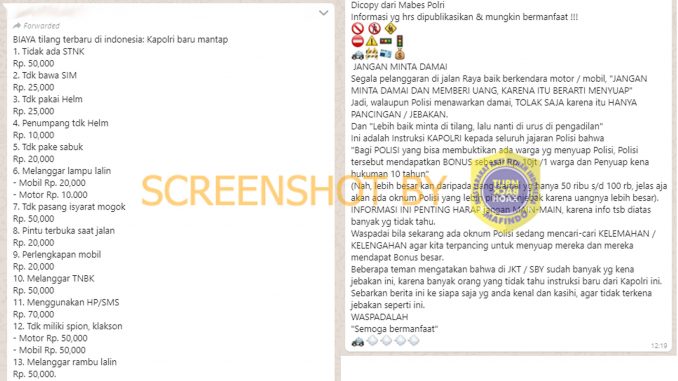 Forwarded
BIAYA tilang terbaru di indonesia: Kapolri baru mantap
1. Tidak ada STNK
Rp. 50,000
2. Tdk bawa SIM
Rp. 25,000
3. Tdk pakai Helm
Rp. 25,000
4. Penumpang tdk Helm
Rp. 10,000
5. Tdk pake sabuk
Rp. 20,000
6. Melanggar lampu lalin
- Mobil Rp. 20,000
- Motor Rp. 10.000
7. Tdk pasang isyarat mogok
Rp. 50,000
8. Pintu terbuka saat jalan
Rp. 20,000
9. Perlengkapan mobil
Rp. 20,000
10. Melanggar TNBK
Rp. 50,000
11. Menggunakan HP/SMS
Rp. 70,000
12. Tdk miliki spion, klakson
- Motor Rp. 50,000
- Mobil Rp. 50,000
13. Melanggar rambu lalin
Rp. 50,000.
Dicopy dari Mabes Polri
Informasi yg hrs dipublikasikan & mungkin bermanfaat !!!
JANGAN MINTA DAMAI
Segala pelanggaran di jalan Raya baik berkendara motor / mobil, "JANGAN
MINTA DAMAI DAN MEMBERI UANG, KARENA ITU BERARTI MENYUAP"
Jadi, walaupun Polisi menawarkan damai, TOLAK SAJA karena itu HANYA
PANCINGAN / JEBAKAN.
Dan "Lebih baik minta di tilang, lalu nanti di urus di pengadilan"
Ini adalah Instruksi KAPOLRI kepada seluruh jajaran Polisi bahwa
"Bagi POLISI yang bisa membuktikan ada warga yg menyuap Polisi, Polisi
tersebut mendapatkan BONUS sebesar 10jt /1 warga dan Penyuap kena
hukuman 10 tahun"
(Nah, lebih besar kan daripada uang yg hanya 50 ribu s/d 100 rb, jelas aja
akan ada oknum Polisi yang lebih karena uangnya lebih besar).
INFORMASI INI PENTING HARAP jangan MAIN-MAIN, karena info tsb diatas
banyak yg tidak tahu.
Waspadai bila sekarang ada oknum Polisi sedang mencari-cari KELEMAHAN /
KELENGAHAN agar kita terpancing untuk menyuap mereka dan mereka
mendapat Bonus besar.
Beberapa teman mengatakan bahwa di JKT / SBY sudah banyak yg kena
jebakan ini, karena banyak orang yang tidak tahu instruksi baru dari Kapolri ini.
Sebarkan berita ini ke siapa saja yg anda kenal dan kasihi, agar tidak terkena
jebakan seperti ini.
WASPADALAH
"Semoga bermanfaat"
12:19
SCREENSHOT BY
TURN
BACK
HOAX
MAFINDO